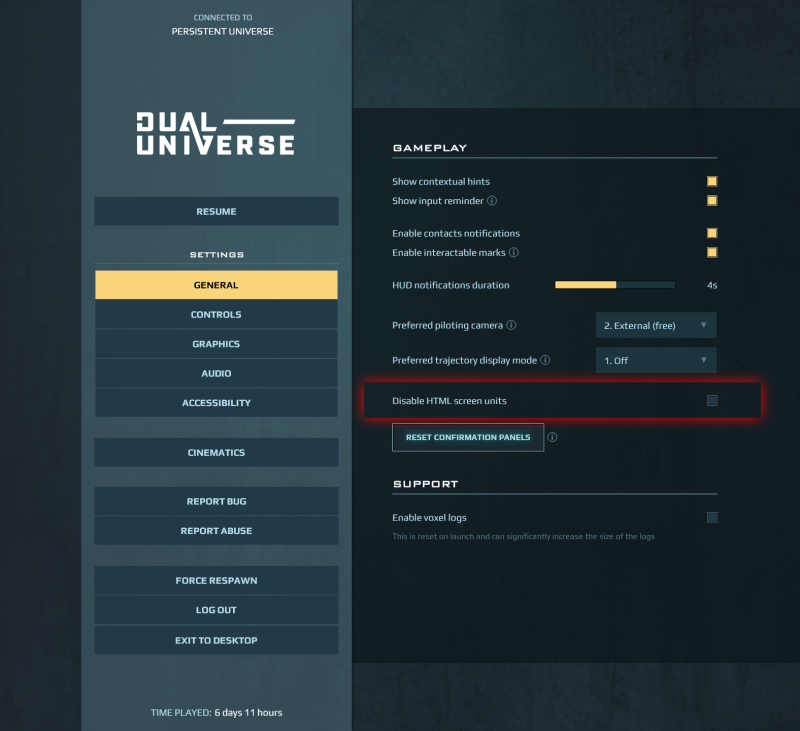 CONNECTED TO
PERSISTENT UNIVERSE
DUAL
UNIVERSE
RESUME
SETTINGS
GENERAL
CONTROLS
GRAPHICS
AUDIO
ACCESSIBILITY
CINEMATICS
REPORT BUG
REPORT ABUSE
FORCE RESPAWN
LOG OUT
EXIT TO DESKTOP
TIME PLAYED: 6 days 11 hours
GAMEPLAY
Show contextual hints
Show input reminder
Enable contacts notifications
Enable interactable marks
HUD notifications duration 4s
Preferred piloting camera 2. External (free)
Preferred trajectory display mode 1. Off
Disable HTML screen units
RESET CONFIRMATION PANELS
SUPPORT
Enable voxel logs
This is reset on launch and can significantly increase the size of the logs